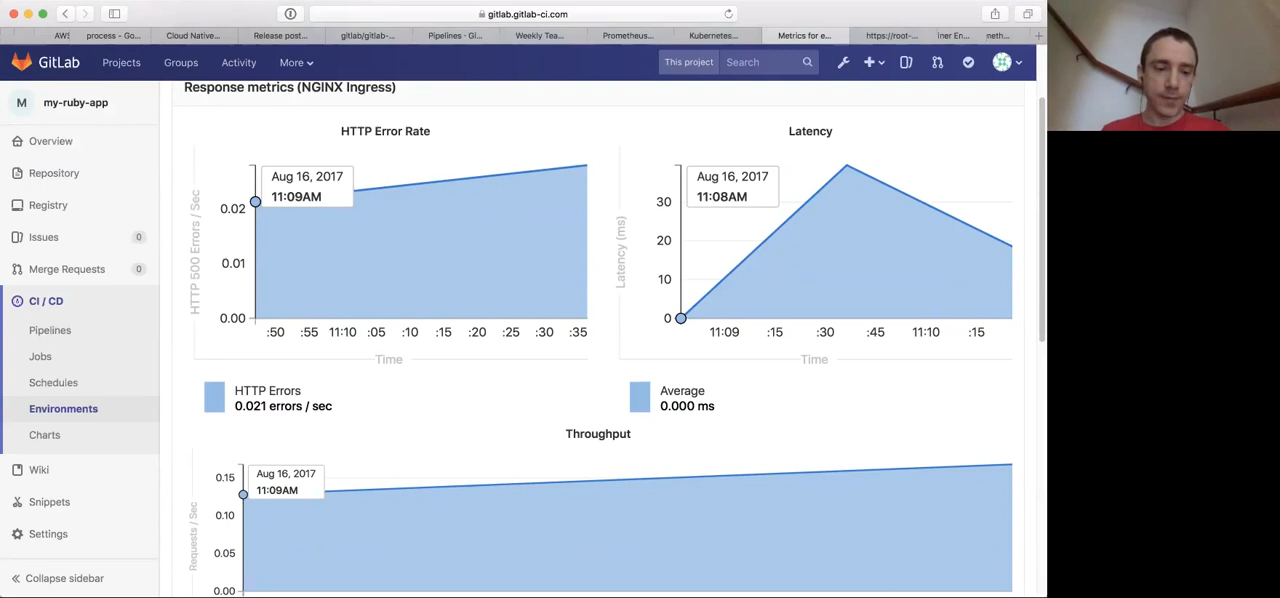 gitlab.gitlab-ci.com
AWS
process - Go...
Cloud Native...
Release post...
gitlab/gitlab-...
Pipelines - Gi...
Weekly Tea...
Prometheus...
Kubernetes...
Metrics for e...
https://root-...
iner En...
meth...
GitLab
Projects
Groups
Activity
More
This project
Search
M
my-ruby-app
Overview
Repository
Registry
Issues
0
Merge Requests
0
CI / CD
Pipelines
Jobs
Schedules
Environments
Charts
Wiki
Snippets
Settings
Collapse sidebar
Response metrics (NGINX Ingress)
HTTP Error Rate
Aug 16, 2017
11:09AM
HTTP 500 Errors / Sec
0.02
0.01
0.00
:50 :55 11:10 :05 :10 :15 :20 :25 :30 :35
Time
HTTP Errors
0.021 errors / sec
Latency
Aug 16, 2017
11:08AM
Latency (ms)
30
20
10
0
11:09 :15 :30 :45 11:10 :15
Time
Average
0.000 ms
Throughput
Aug 16, 2017
11:09AM
Requests / Sec
0.15
0.10
0.05
0.00